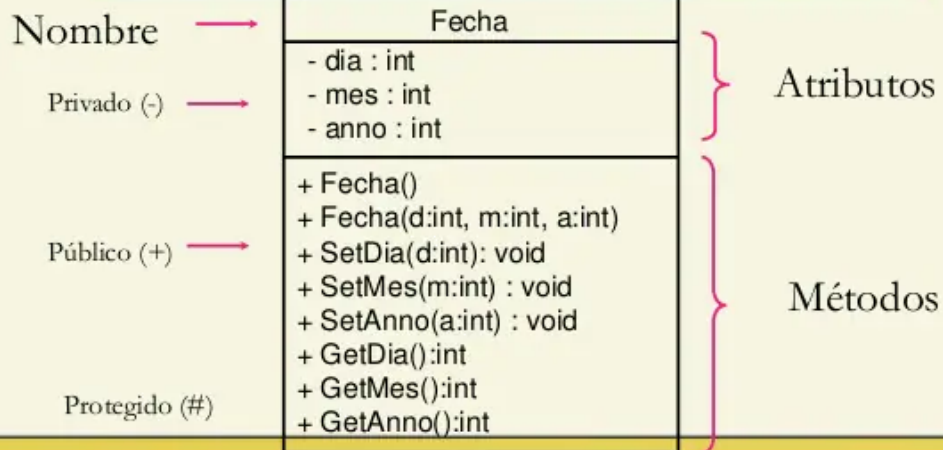 Nombre
Fecha
Privado (-)
- dia : int
- mes : int
- anno : int
Atributos
Público (+)
+ Fecha()
+ Fecha(d:int, m:int, a:int)
+ SetDia(d:int): void
+ SetMes(m:int) : void
+ SetAnno(a:int) : void
+ GetDia():int
+ GetMes():int
+ GetAnno():int
Métodos
Protegido (#)